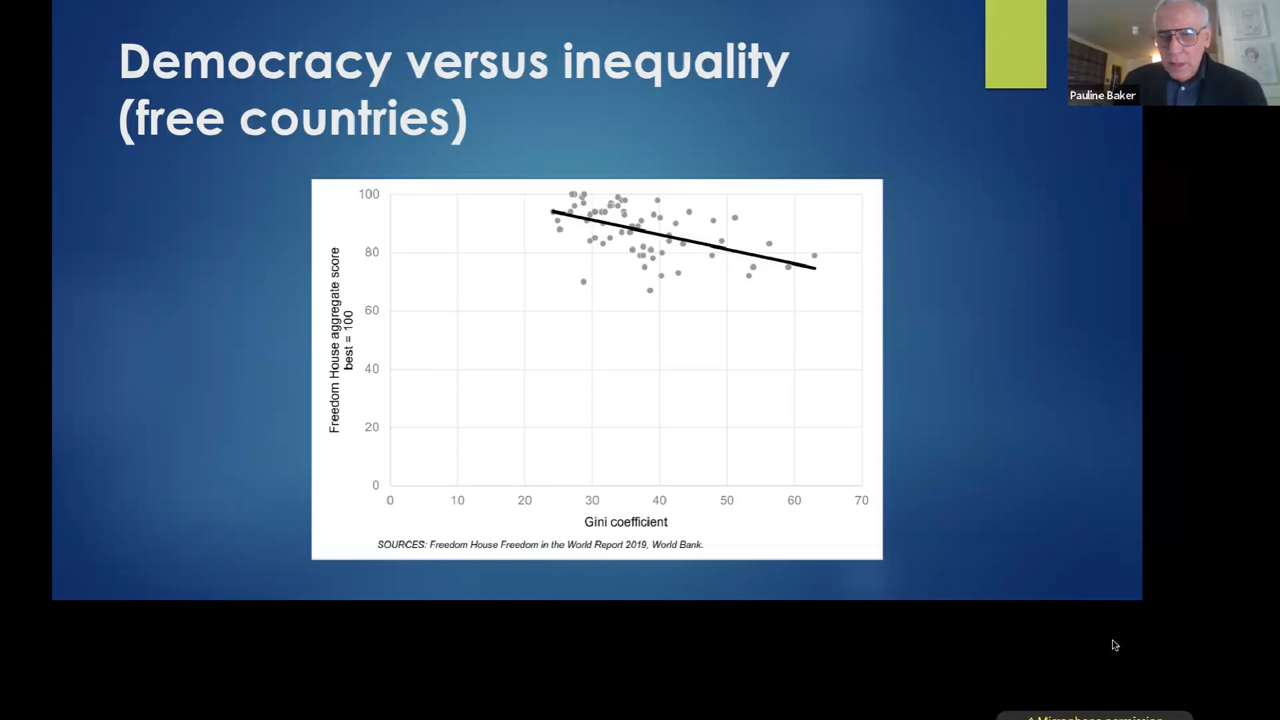 Democracy versus inequality
(free countries)
Pauline Baker
Freedom House aggregate score
best = 100
100
80
60
40
20
0
0 10 20 30 40 50 60 70
Gini coefficient
SOURCES: Freedom House Freedom in the World Report 2019, World Bank.